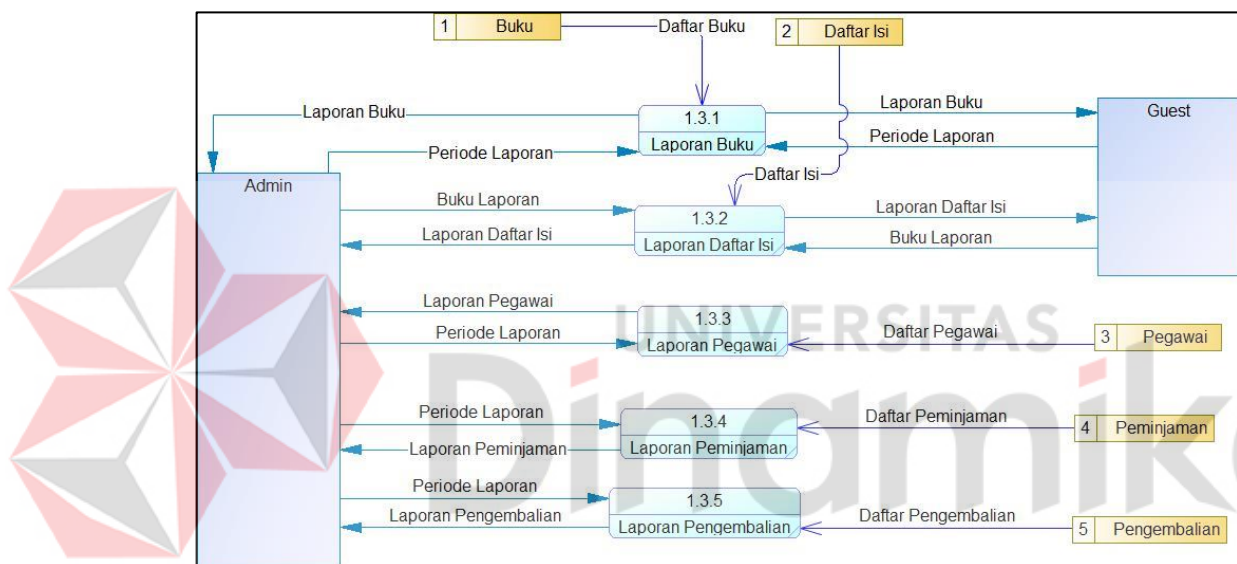 1 Buku
Daftar Buku
2 Daftar Isi
Laporan Buku
1.3.1
Laporan Buku
Laporan Buku
Guest
Periode Laporan
Periode Laporan
Daftar Isi
Admin
Buku Laporan
1.3.2
Laporan Daftar Isi
Laporan Daftar Isi
Laporan Daftar Isi
Buku Laporan
Laporan Pegawai
1.3.3
Laporan Pegawai
Periode Laporan
Daftar Pegawai
3 Pegawai
UNIVERSITAS
Dinamika
Periode Laporan
1.3.4
Laporan Peminjaman
Laporan Peminjaman
Daftar Peminjaman
4 Peminjaman
Periode Laporan
1.3.5
Laporan Pengembalian
Laporan Pengembalian
Daftar Pengembalian
5 Pengembalian